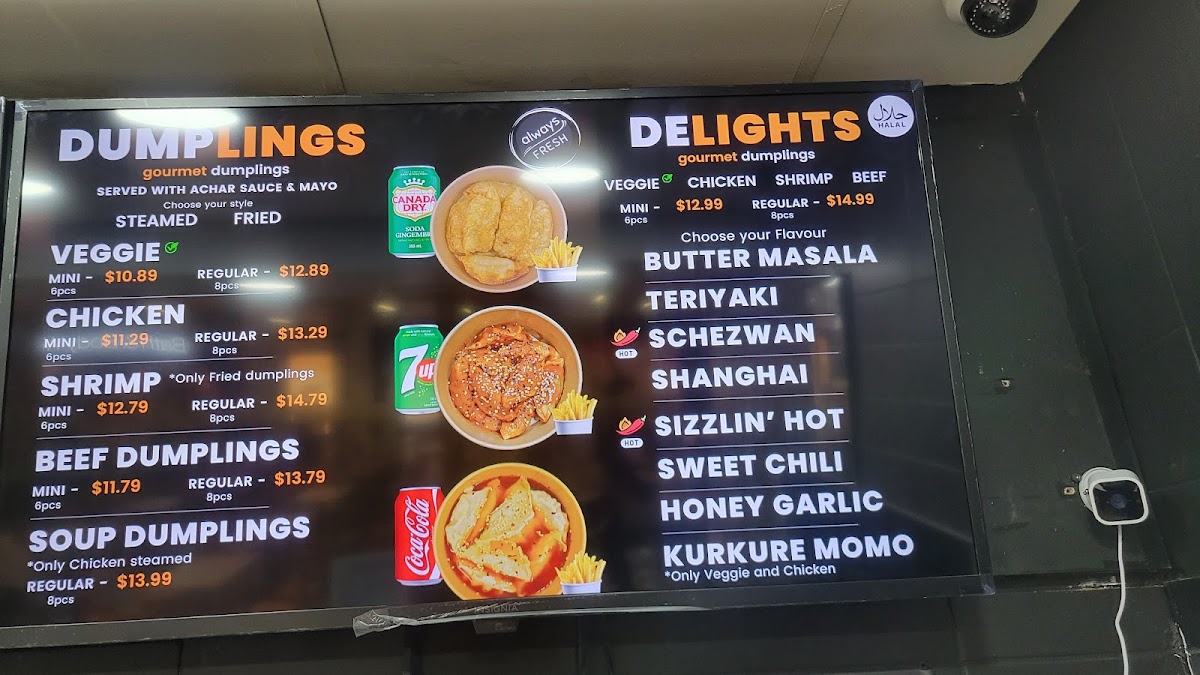 DUMPLINGS
gourmet dumplings
SERVED WITH ACHAR SAUCE & MAYO
Choose your style
STEAMED FRIED
VEGGIE
MINI - $10.89 REGULAR - $12.89
6pcs 8pcs
CHICKEN
MINI - $11.29 REGULAR - $13.29
6pcs 8pcs
SHRIMP *Only Fried dumplings
MINI - $12.79 REGULAR - $14.79
6pcs 8pcs
BEEF DUMPLINGS
MINI - $11.79 REGULAR - $13.79
6pcs 8pcs
SOUP DUMPLINGS
*Only Chicken steamed
REGULAR - $13.99
8pcs
always
FRESH
CANADA
DRY
SODA
GINGEMBRE
7up
Coca-Cola
INSIGNIA
DELIGHTS
حلال
HALAL
gourmet dumplings
VEGGIE CHICKEN SHRIMP BEEF
MINI - $12.99 REGULAR - $14.99
6pcs 8pcs
Choose your Flavour
BUTTER MASALA
TERIYAKI
SCHEZWAN
HOT
SHANGHAI
SIZZLIN' HOT
HOT
SWEET CHILI
HONEY GARLIC
KURKURE MOMO
*Only Veggie and Chicken